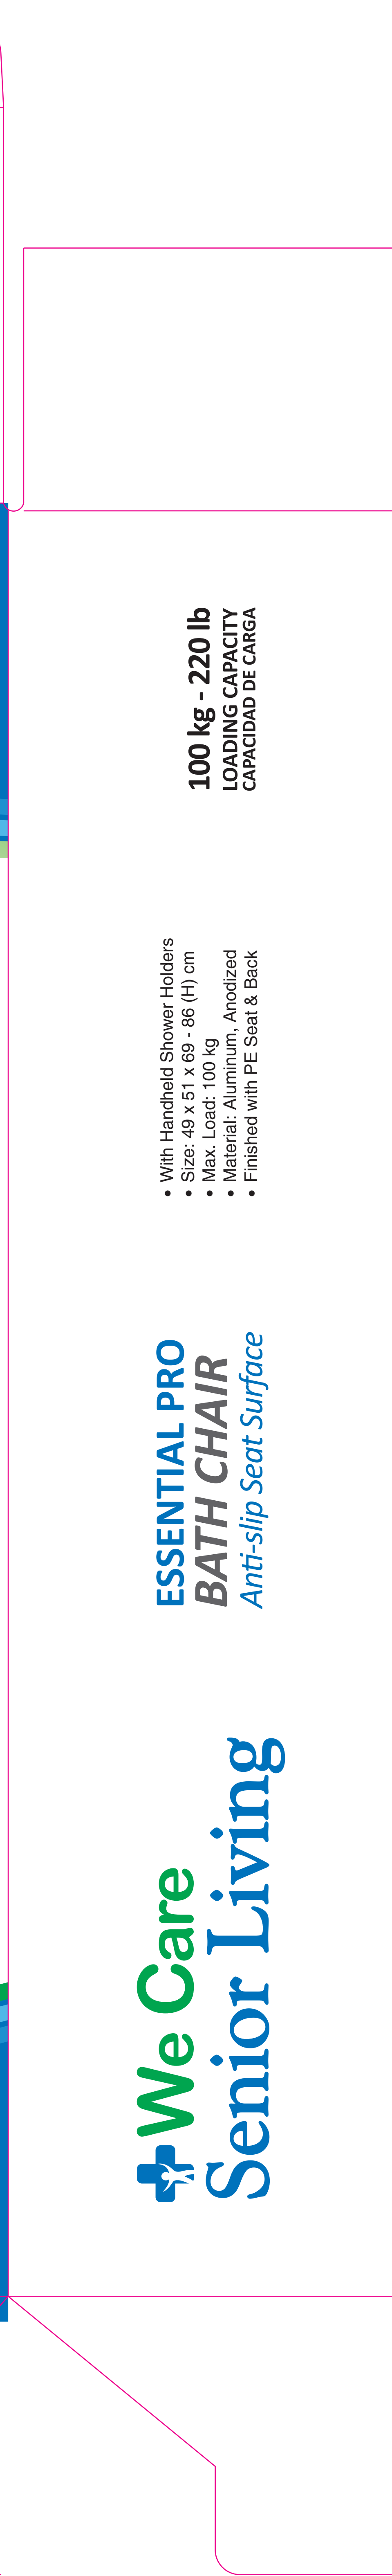 We Care
Senior Living
ESSENTIAL PRO
BATH CHAIR
Anti-slip Seat Surface
• With Handheld Shower Holders
• Size: 49 x 51 x 69 - 86 (H) cm
• Max. Load: 100 kg
• Material: Aluminum, Anodized
• Finished with PE Seat & Back
100 kg - 220 lb
LOADING CAPACITY
CAPACIDAD DE CARGA